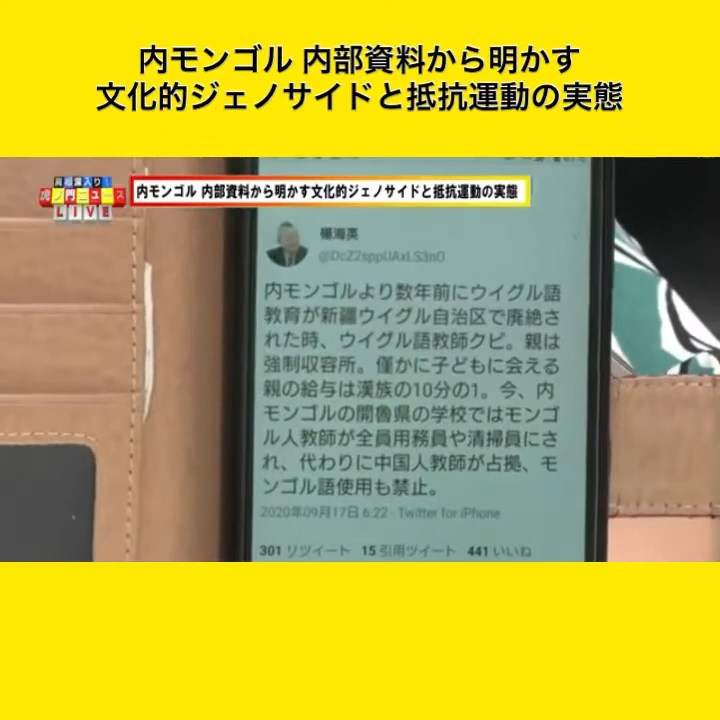 内モンゴル 内部資料から明かす
文化的ジェノサイドと抵抗運動の実態
真相深入り!
虎ノ門ニュース
LIVE
内モンゴル 内部資料から明かす文化的ジェノサイドと抵抗運動の実態
楊海英
@DcZ2sppUAxLS3nO
内モンゴルより数年前にウイグル語
教育が新疆ウイグル自治区で廃絶さ
れた時、ウイグル語教師クビ。親は
強制収容所。僅かに子どもに会える
親の給与は漢族の10分の1。今、内
モンゴルの開魯県の学校ではモンゴ
ル人教師が全員用務員や清掃員にさ
れ、代わりに中国人教師が占拠、モ
ンゴル語使用も禁止。
2020年09月17日 6:22 · Twitter for iPhone
301 リツイート 15 引用ツイート 441 いいね